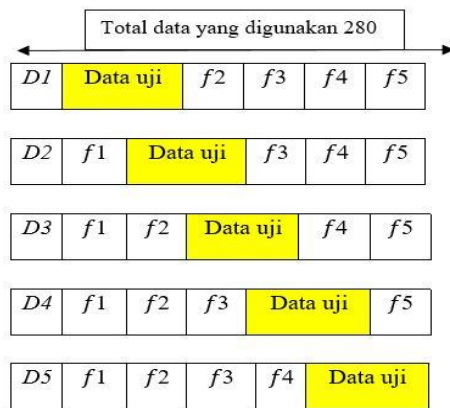 Total data yang digunakan 280
D1 Data uji f2 f3 f4 f5
D2 f1 Data uji f3 f4 f5
D3 f1 f2 Data uji f4 f5
D4 f1 f2 f3 Data uji f5
D5 f1 f2 f3 f4 Data uji